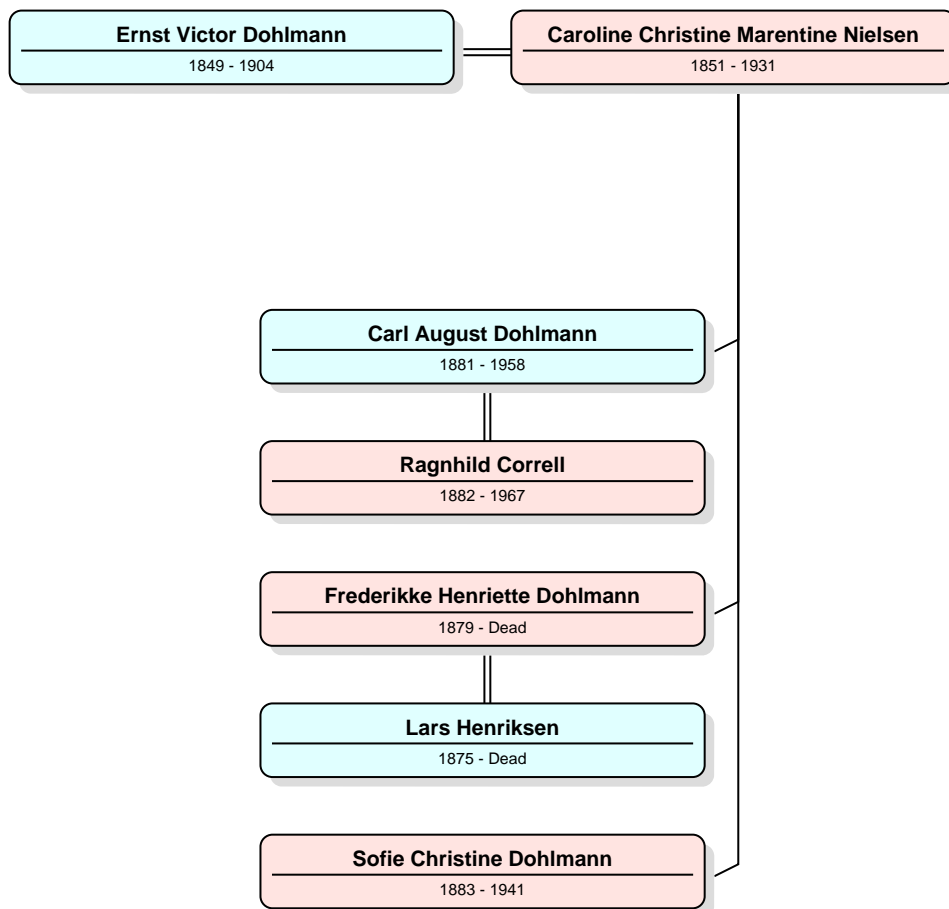 Ernst Victor Dohlmann
1849 - 1904
Caroline Christine Marentine Nielsen
1851 - 1931
Carl August Dohlmann
1881 - 1958
Ragnhild Correll
1882 - 1967
Frederikke Henriette Dohlmann
1879 - Dead
Lars Henriksen
1875 - Dead
Sofie Christine Dohlmann
1883 - 1941